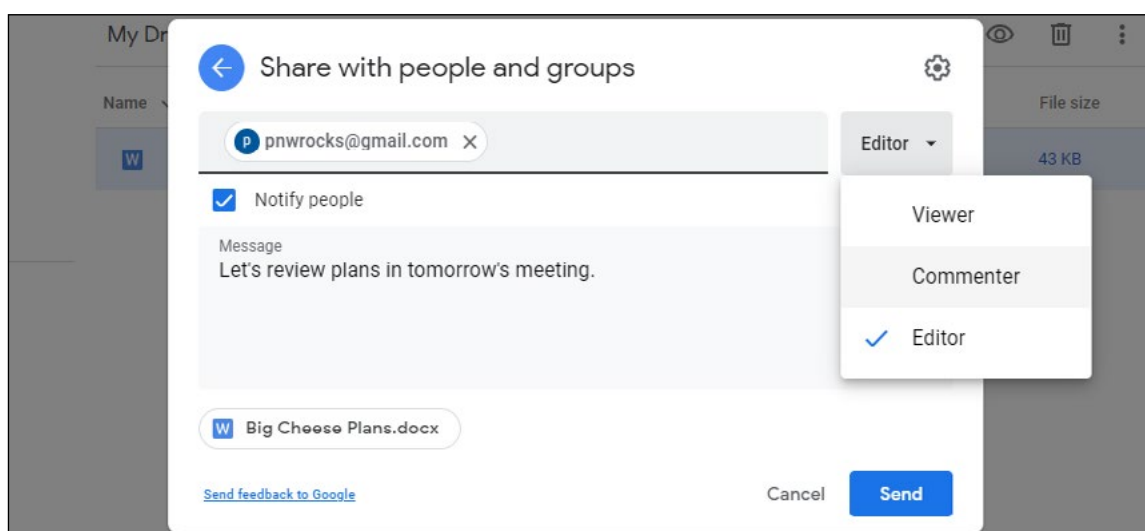 My Dr
Share with people and groups
Name
File size
p pnwrocks@gmail.com
Editor
W
43 KB
Notify people
Viewer
Message
Let's review plans in tomorrow's meeting.
Commenter
Editor
W Big Cheese Plans.docx
Send feedback to Google
Cancel
Send